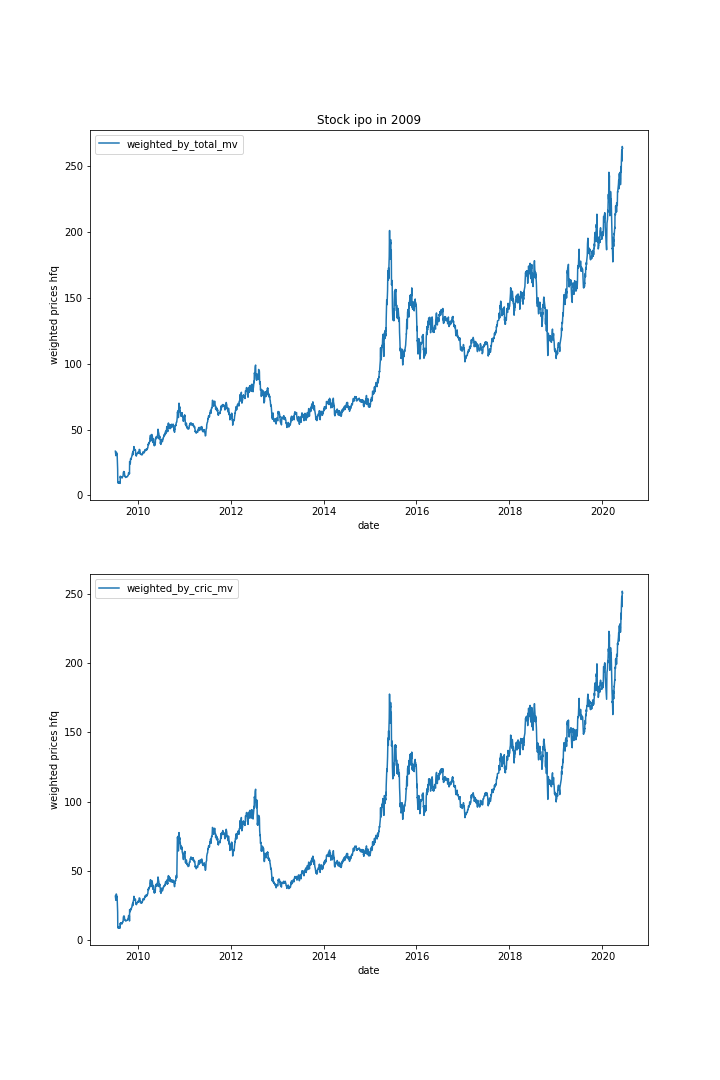 Stock ipo in 2009
weighted_by_total_mv
weighted prices hfq
250
200
150
100
50
0
2010 2012 2014 2016 2018 2020
date
weighted_by_cric_mv
weighted prices hfq
250
200
150
100
50
0
2010 2012 2014 2016 2018 2020
date